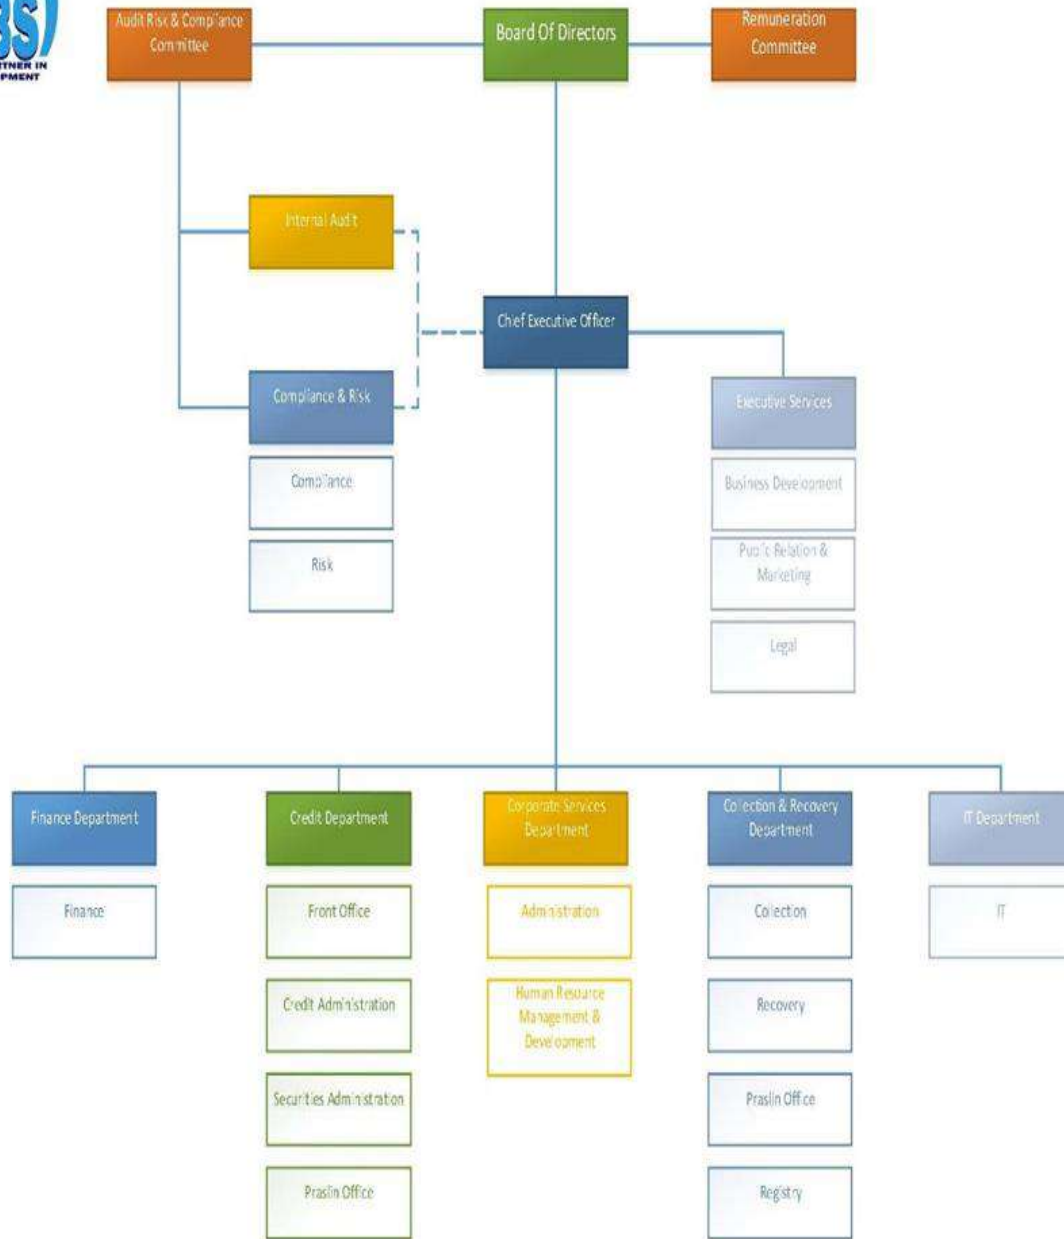 BS
RTNER IN
OPMENT
Audit Risk & Compliance
Committee
Board Of Directors
Remuneration
Committee
Internal Audit
Chief Executive Officer
Compliance & Risk
Executive Services
Compliance
Business Development
Risk
Public Relation &
Marketing
Legal
Finance Department
Credit Department
Corporate Services
Department
Collection & Recovery
Department
IT Department
Finance
Front Office
Administration
Collection
IT
Credit Administration
Human Resource
Management &
Development
Recovery
Securities Administration
Praslin Office
Praslin Office
Registry